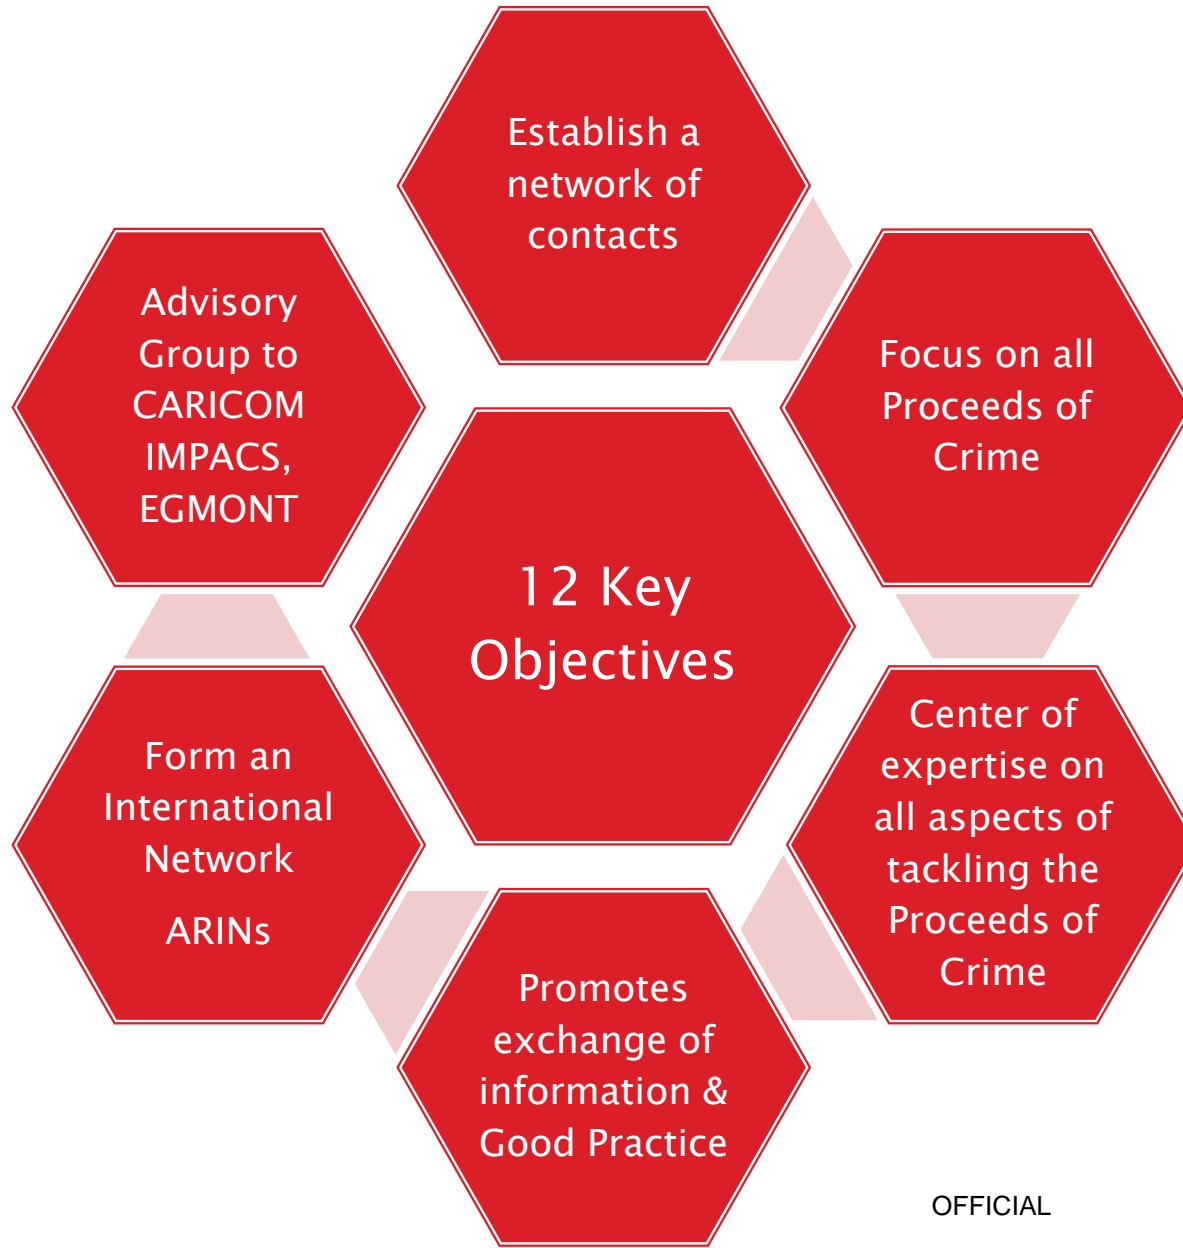 Establish a
network of
contacts
Focus on all
Proceeds of
Crime
Center of
expertise on
all aspects of
tackling the
Proceeds of
Crime
Promotes
exchange of
information &
Good Practice
Form an
International
Network
ARINs
Advisory
Group to
CARICOM
IMPACS,
EGMONT
12 Key
Objectives
OFFICIAL